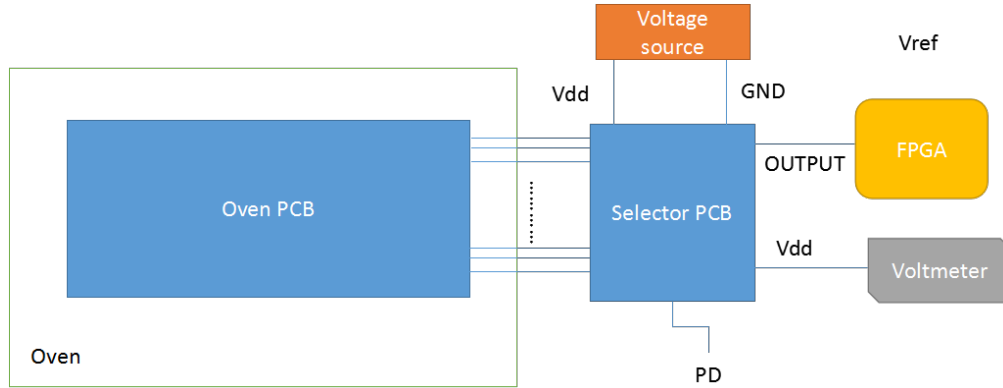 Voltage
source
Vref
Vdd
GND
FPGA
OUTPUT
Oven PCB
Selector PCB
Vdd
Voltmeter
Oven
PD